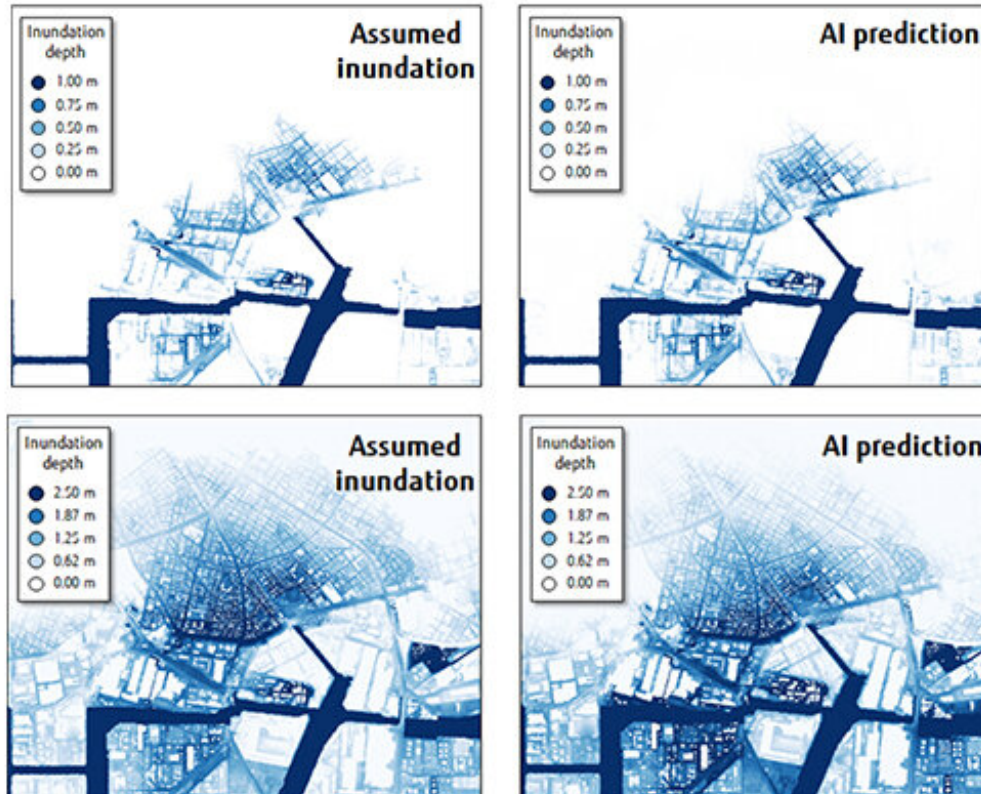 Inundation
depth
1.00 m
0.75 m
0.50 m
0.25 m
0.00 m
Assumed
inundation
Inundation
depth
1.00 m
0.75 m
0.50 m
0.25 m
0.00 m
AI prediction
Inundation
depth
2.50 m
1.87 m
1.25 m
0.62 m
0.00 m
Assumed
inundation
Inundation
depth
2.50 m
1.87 m
1.25 m
0.62 m
0.00 m
AI prediction